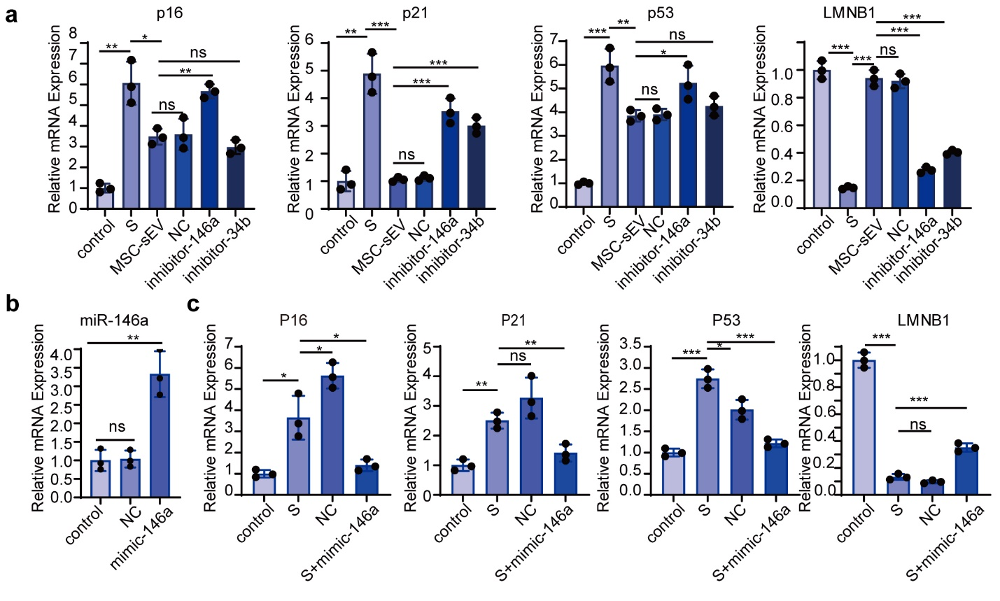 a
p16
Relative mRNA Expression
8
7
6
5
4
3
2
1
0
**
*
ns
**
ns
control
S
MSC-sEV
NC
inhibitor-146a
inhibitor-34b
p21
Relative mRNA Expression
6
5
4
3
2
1
0
**
***
***
***
ns
control
S
MSC-sEV
NC
inhibitor-146a
inhibitor-34b
p53
Relative mRNA Expression
7
6
5
4
3
2
1
0
***
**
ns
*
ns
control
S
MSC-sEV
NC
inhibitor-146a
inhibitor-34b
LMNB1
Relative mRNA Expression
1.0
0.8
0.6
0.4
0.2
0.0
***
***
***
***
ns
control
S
MSC-sEV
NC
inhibitor-146a
inhibitor-34b
b
miR-146a
Relative mRNA Expression
4.0
3.5
3.0
2.5
2.0
1.5
1.0
0.5
0.0
**
ns
control
NC
mimic-146a
c
P16
Relative mRNA Expression
7
6
5
4
3
2
1
0
*
*
*
control
S
NC
S+mimic-146a
P21
Relative mRNA Expression
5
4
3
2
1
0
**
ns
**
control
S
NC
S+mimic-146a
P53
Relative mRNA Expression
3.5
3.0
2.5
2.0
1.5
1.0
0.5
0.0
***
*
***
control
S
NC
S+mimic-146a
LMNB1
Relative mRNA Expression
1.0
0.8
0.6
0.4
0.2
0.0
***
***
ns
control
S
NC
S+mimic-146a